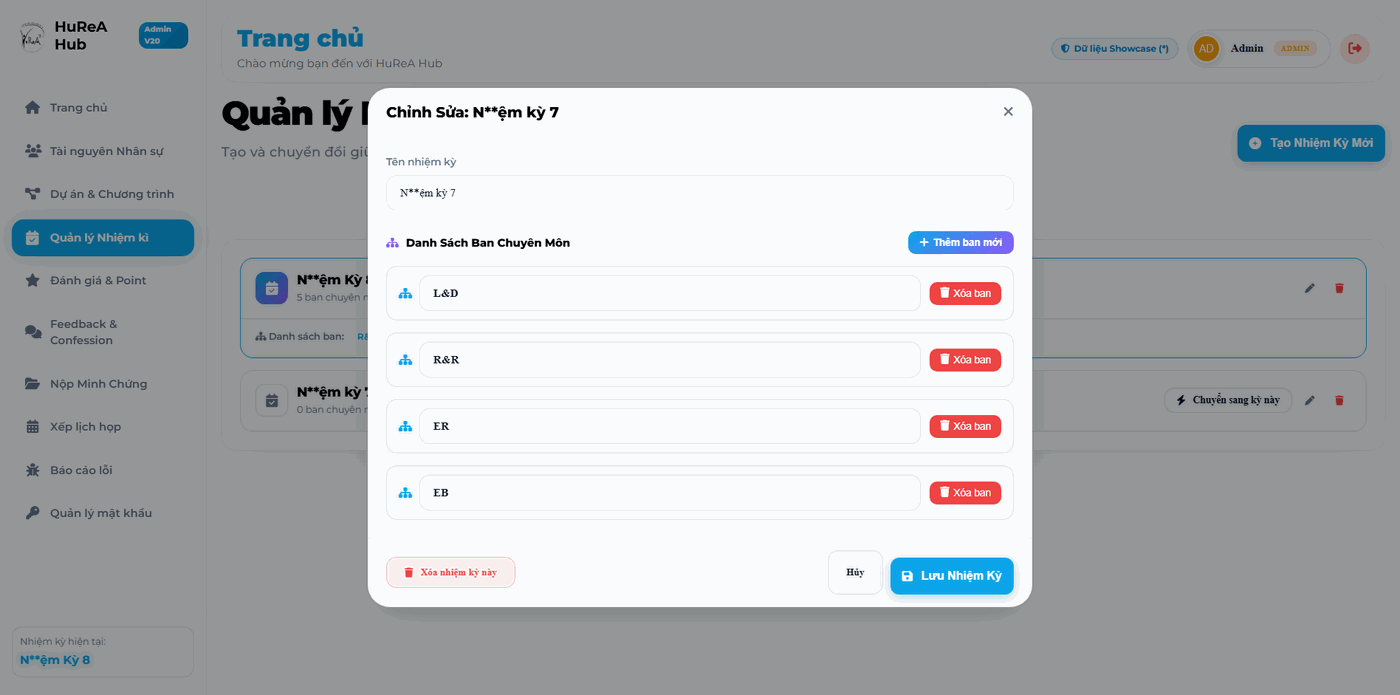 HuReA
Hub
Admin
V20
Trang chủ
Tài nguyên Nhân sự
Dự án & Chương trình
Quản lý Nhiệm kì
Đánh giá & Point
Feedback &
Confession
Nộp Minh Chứng
Xếp lịch họp
Báo cáo lỗi
Quản lý mật khẩu
Nhiệm kỳ hiện tại:
N**ệm Kỳ 8
Trang chủ
Chào mừng bạn đến với HuReA Hub
Dữ liệu Showcase (*)
AD
Admin
ADMIN
Quản lý
Tạo và chuyển đổi
Tạo Nhiệm Kỳ Mới
N**ệm Kỳ 8
5 ban chuyên
Danh sách ban:
N**ệm kỳ 7
0 ban chuyên
Chuyển sang kỳ này
Chỉnh Sửa: N**ệm kỳ 7
Tên nhiệm kỳ
N**ệm kỳ 7
Danh Sách Ban Chuyên Môn
Thêm ban mới
L&D
Xóa ban
R&R
Xóa ban
ER
Xóa ban
EB
Xóa ban
Xóa nhiệm kỳ này
Hủy
Lưu Nhiệm Kỳ